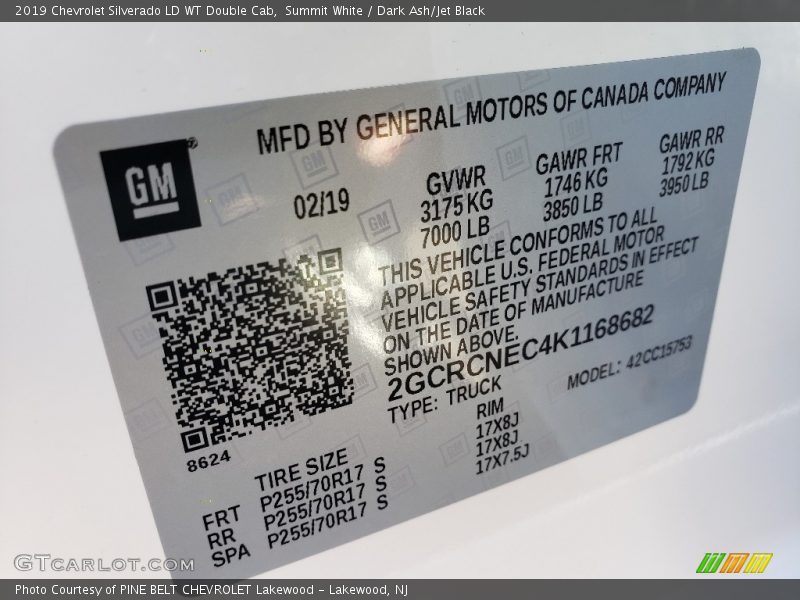 2019 Chevrolet Silverado LD WT Double Cab, Summit White / Dark Ash/Jet Black
MFD BY GENERAL MOTORS OF CANADA COMPANY
GM®
02/19
GVWR
3175 KG
7000 LB
GAWR FRT
1746 KG
3850 LB
GAWR RR
1792 KG
3950 LB
THIS VEHICLE CONFORMS TO ALL
APPLICABLE U.S. FEDERAL MOTOR
VEHICLE SAFETY STANDARDS IN EFFECT
ON THE DATE OF MANUFACTURE
SHOWN ABOVE.
2GCRCNEC4K1168682
TYPE: TRUCK
MODEL: 42CC15753
8624
TIRE SIZE RIM
FRT P255/70R17 S 17X8J
RR P255/70R17 S 17X8J
SPA P255/70R17 S 17X7.5J
GTCARLOT.COM
Photo Courtesy of PINE BELT CHEVROLET Lakewood - Lakewood, NJ